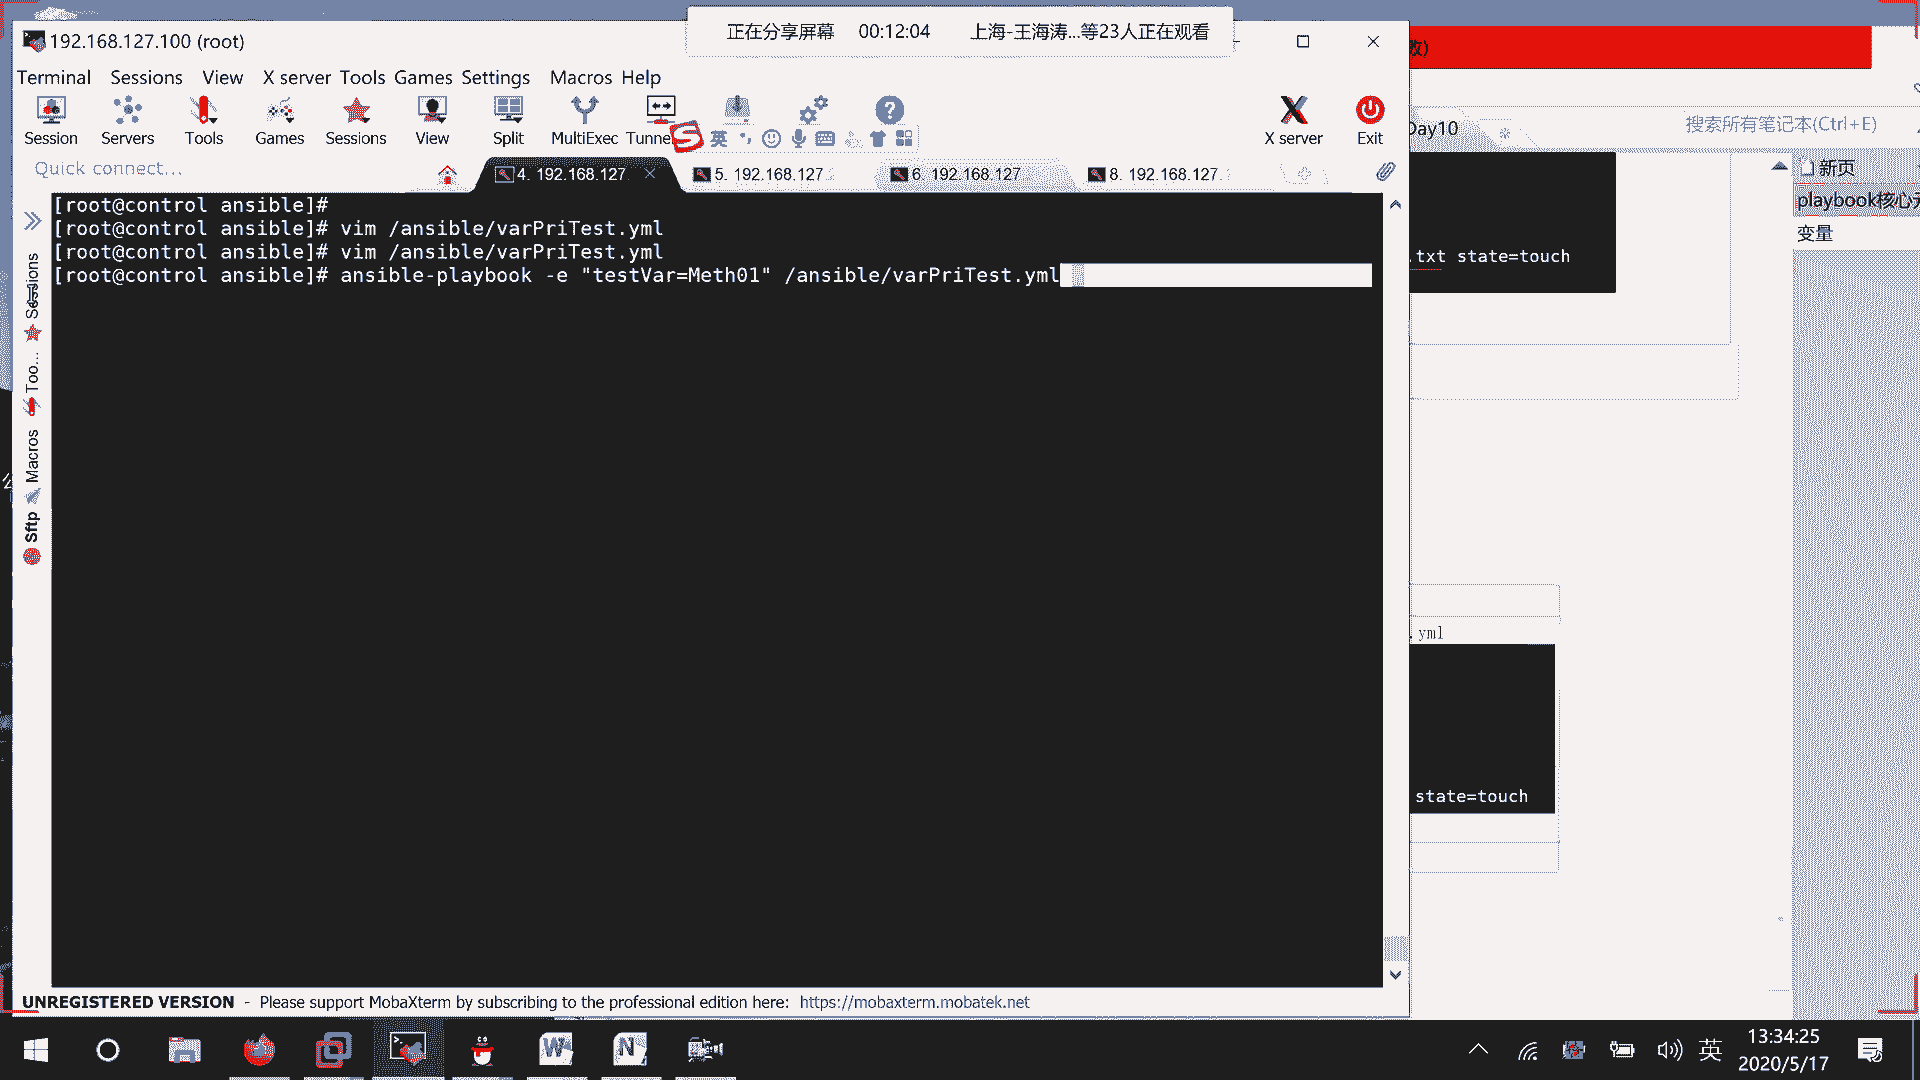 正在分享屏幕 00:12:04 上海-王海涛...等23人正在观看
192.168.127.100 (root)
Terminal Sessions View X server Tools Games Settings Macros Help
Session Servers Tools Games Sessions View Split MultiExec Tunne X server Exit
英
Quick connect...
4. 192.168.127. 5. 192.168.127. 6. 192.168.127. 8. 192.168.127.
[root@control ansible]#
[root@control ansible]# vim /ansible/varPriTest.yml
[root@control ansible]# vim /ansible/varPriTest.yml
[root@control ansible]# ansible-playbook -e "testVar=Meth01" /ansible/varPriTest.yml
Sessions
Too...
Macros
Sftp
Day10
搜索所有笔记本(Ctrl+E)
新页
playbook核心
变量
.txt state=touch
.yml
state=touch
UNREGISTERED VERSION - Please support MobaXterm by subscribing to the professional edition here: https://mobaxterm.mobatek.net
英
13:34:25
2020/5/17